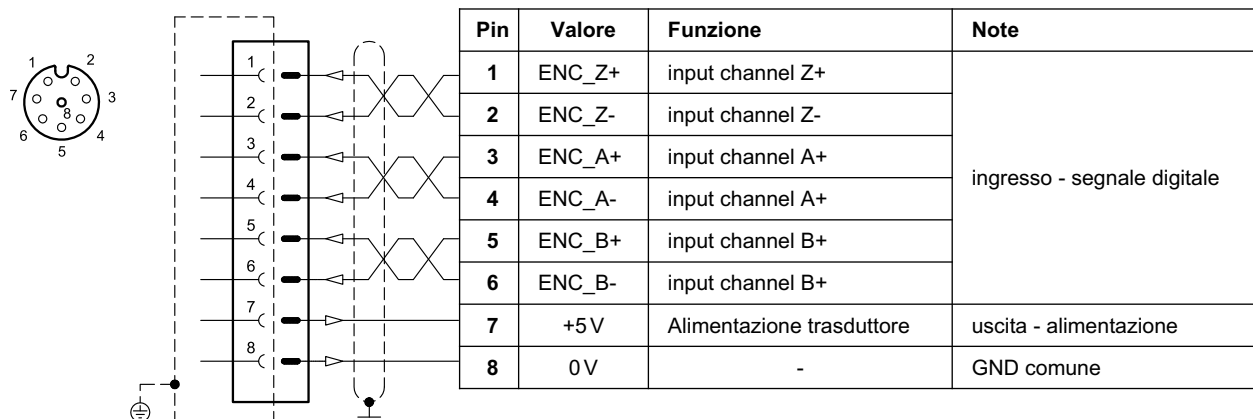 Pin Valore Funzione Note
1 ENC_Z+ input channel Z+
2 ENC_Z- input channel Z-
3 ENC_A+ input channel A+
4 ENC_A- input channel A+
5 ENC_B+ input channel B+
6 ENC_B- input channel B+
ingresso - segnale digitale
7 +5 V Alimentazione trasduttore uscita - alimentazione
8 0 V - GND comune
1
2
3
4
5
6
7
8
1 2
7 8 3
6 4
5